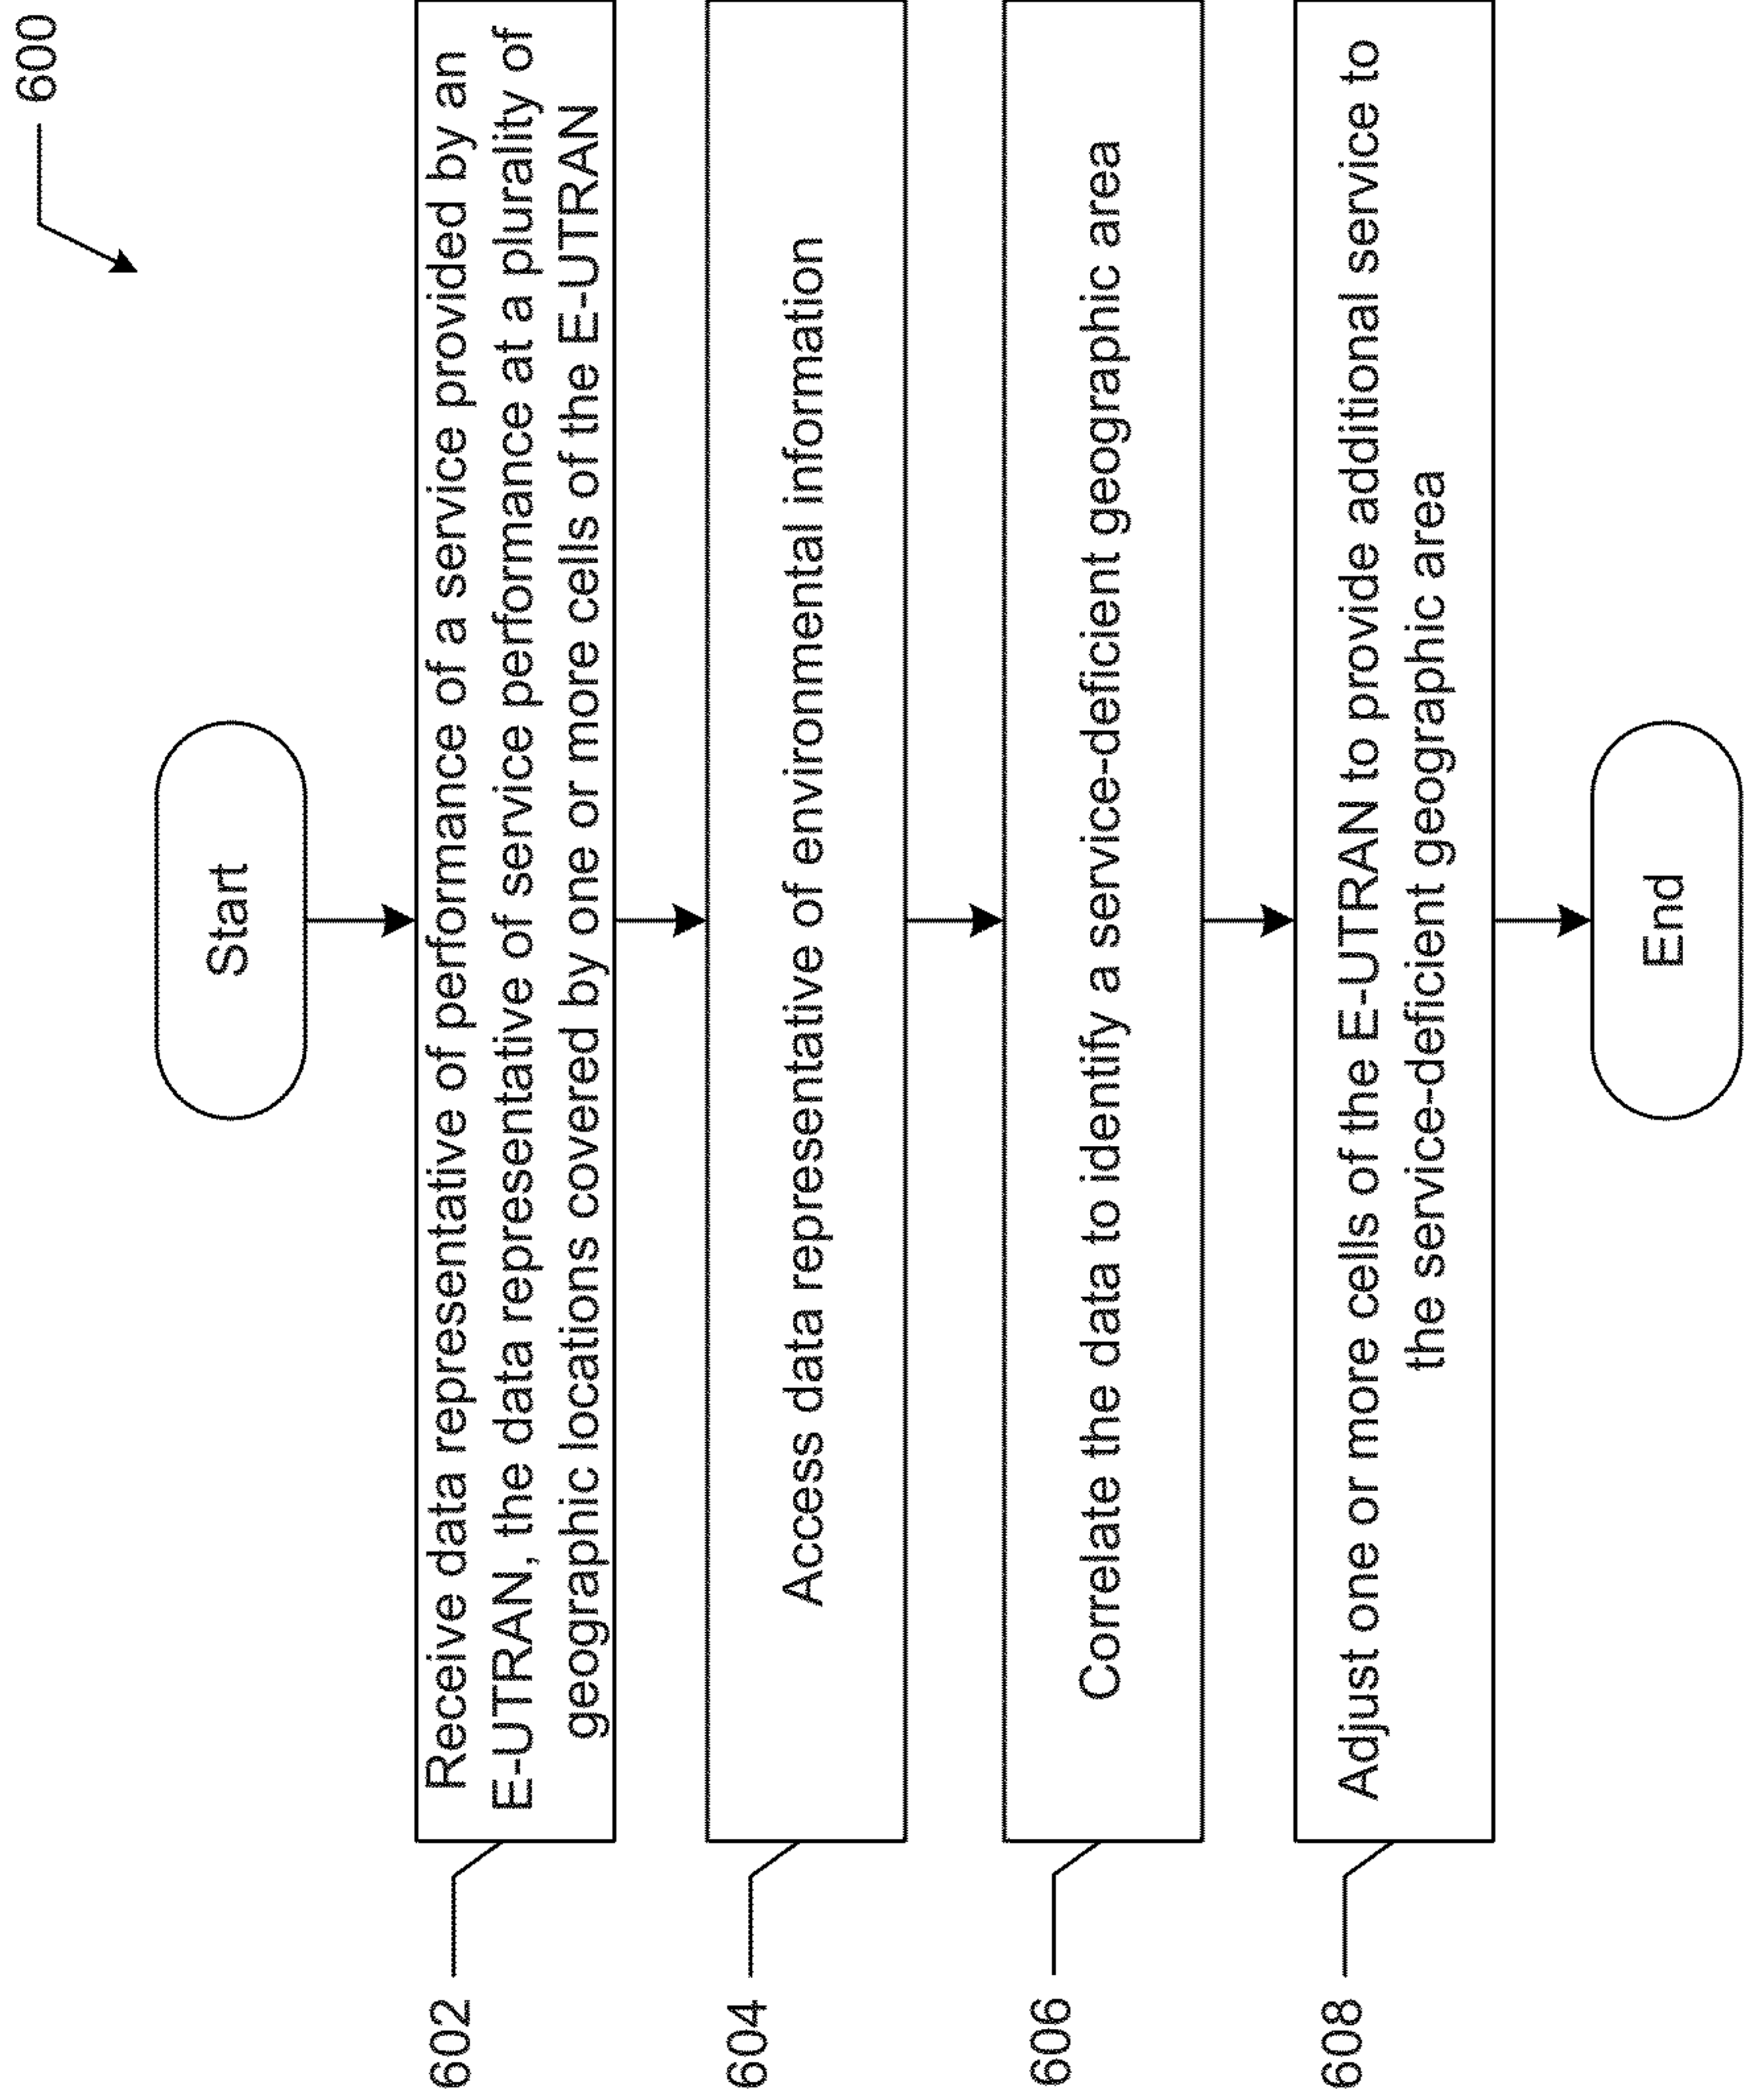 600
Start
602
Receive data representative of performance of a service provided by an
E-UTRAN, the data representative of service performance at a plurality of
geographic locations covered by one or more cells of the E-UTRAN
604
Access data representative of environmental information
606
Correlate the data to identify a service-deficient geographic area
608
Adjust one or more cells of the E-UTRAN to provide additional service to
the service-deficient geographic area
End